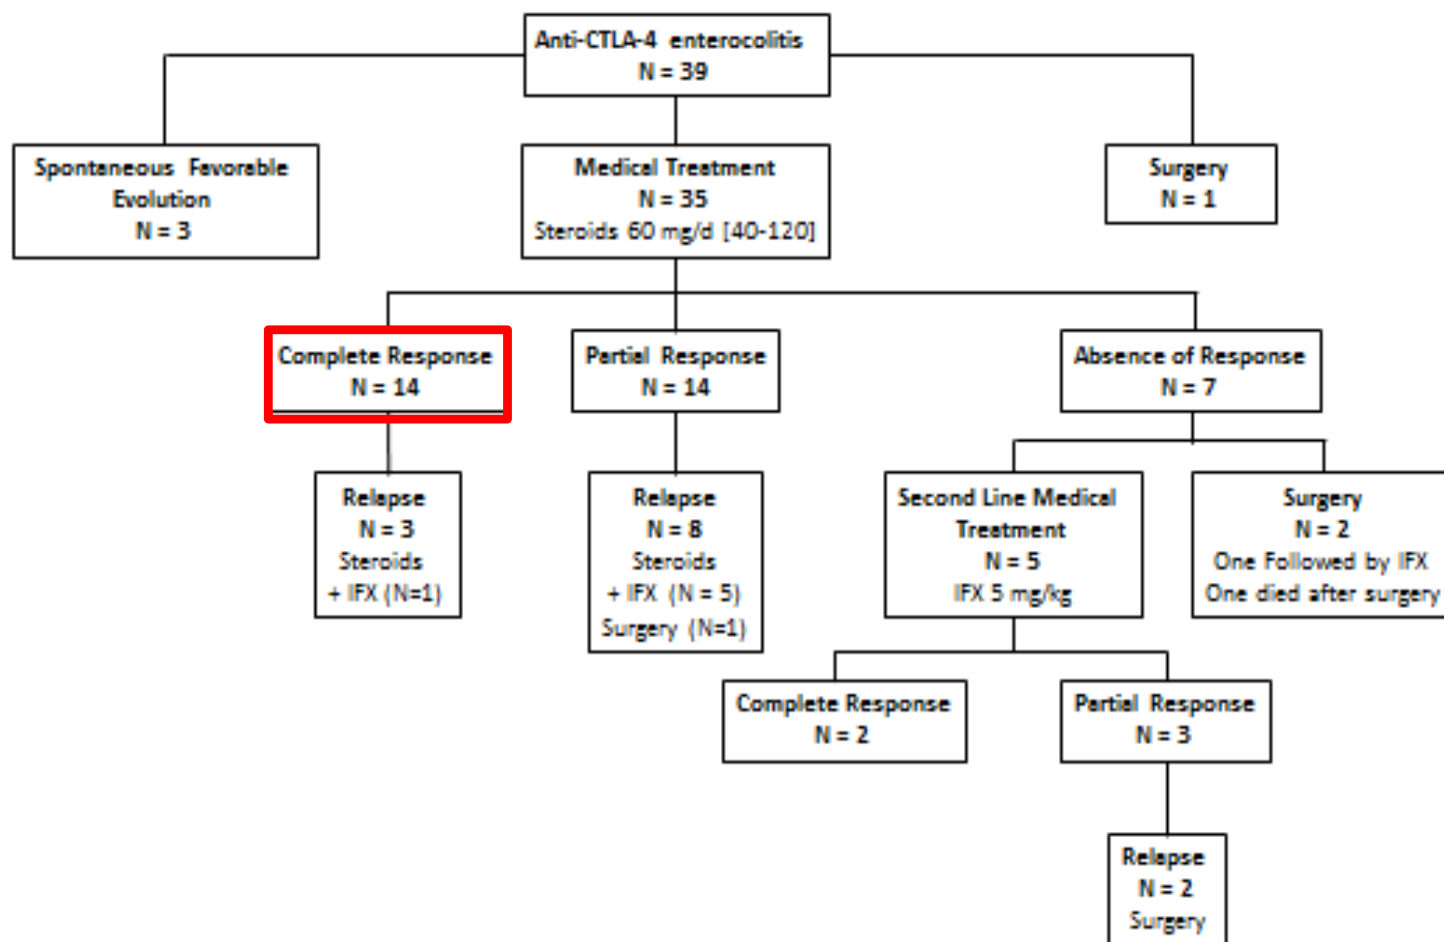 Anti-CTLA-4 enterocolitis
N = 39
Spontaneous Favorable
Evolution
N = 3
Medical Treatment
N = 35
Steroids 60 mg/d [40-120]
Surgery
N = 1
Complete Response
N = 14
Partial Response
N = 14
Absence of Response
N = 7
Relapse
N = 3
Steroids
+ IFX (N=1)
Relapse
N = 8
Steroids
+ IFX (N = 5)
Surgery (N=1)
Second Line Medical
Treatment
N = 5
IFX 5 mg/kg
Surgery
N = 2
One Followed by IFX
One died after surgery
Complete Response
N = 2
Partial Response
N = 3
Relapse
N = 2
Surgery